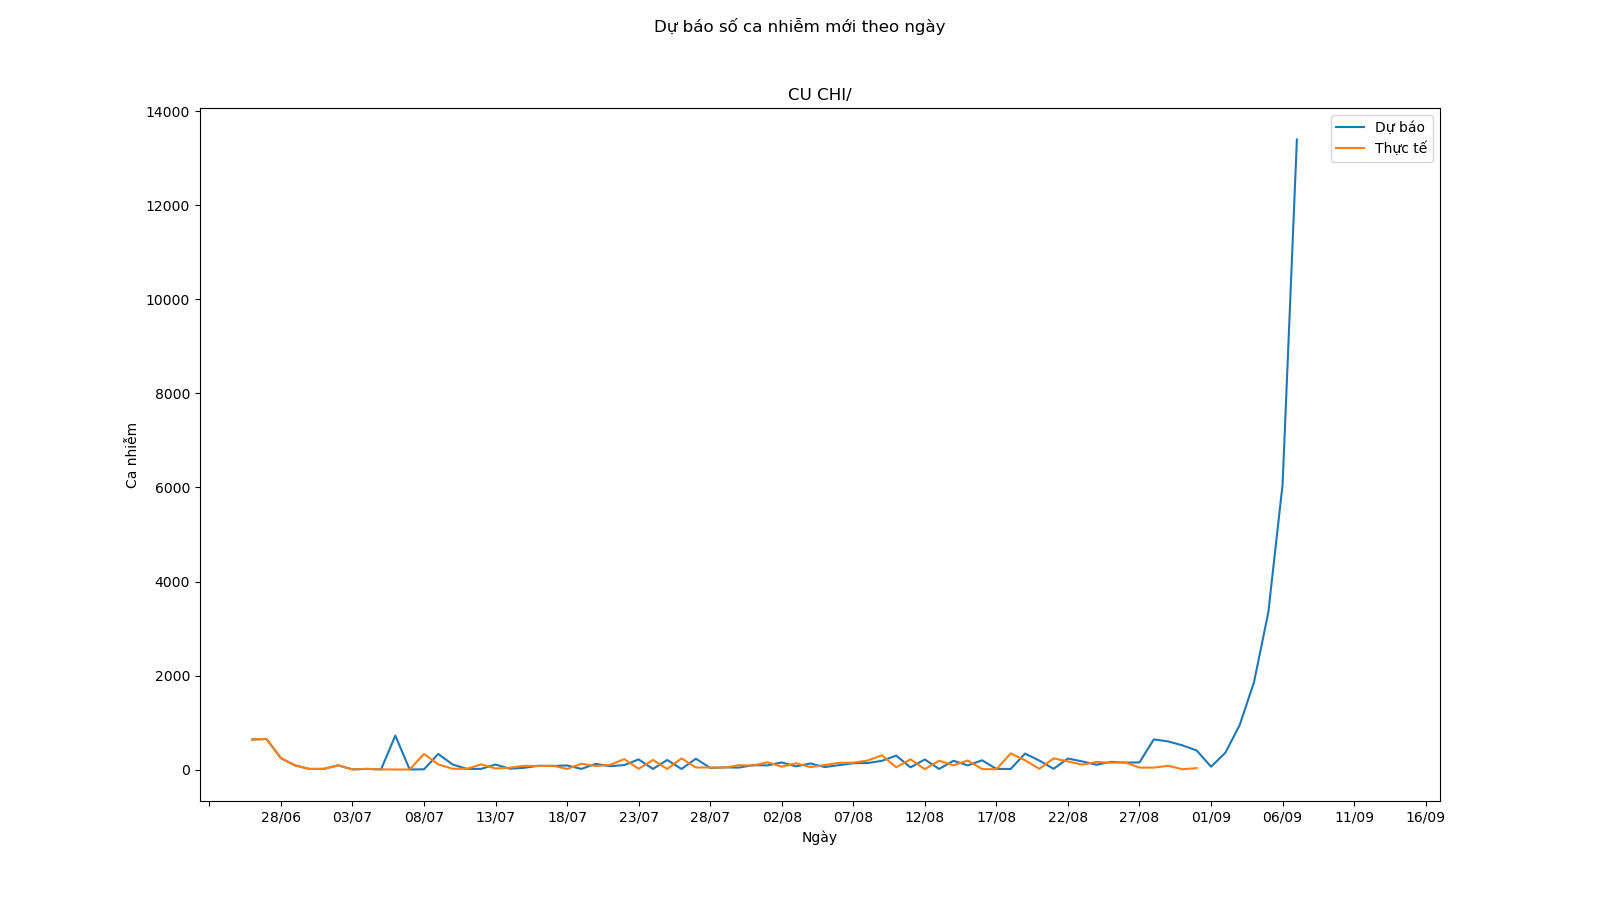 Dự báo số ca nhiễm mới theo ngày
CU CHI/
14000
12000
10000
8000
6000
4000
2000
0
Ca nhiễm
Dự báo
Thực tế
28/06 03/07 08/07 13/07 18/07 23/07 28/07 02/08 07/08 12/08 17/08 22/08 27/08 01/09 06/09 11/09 16/09
Ngày